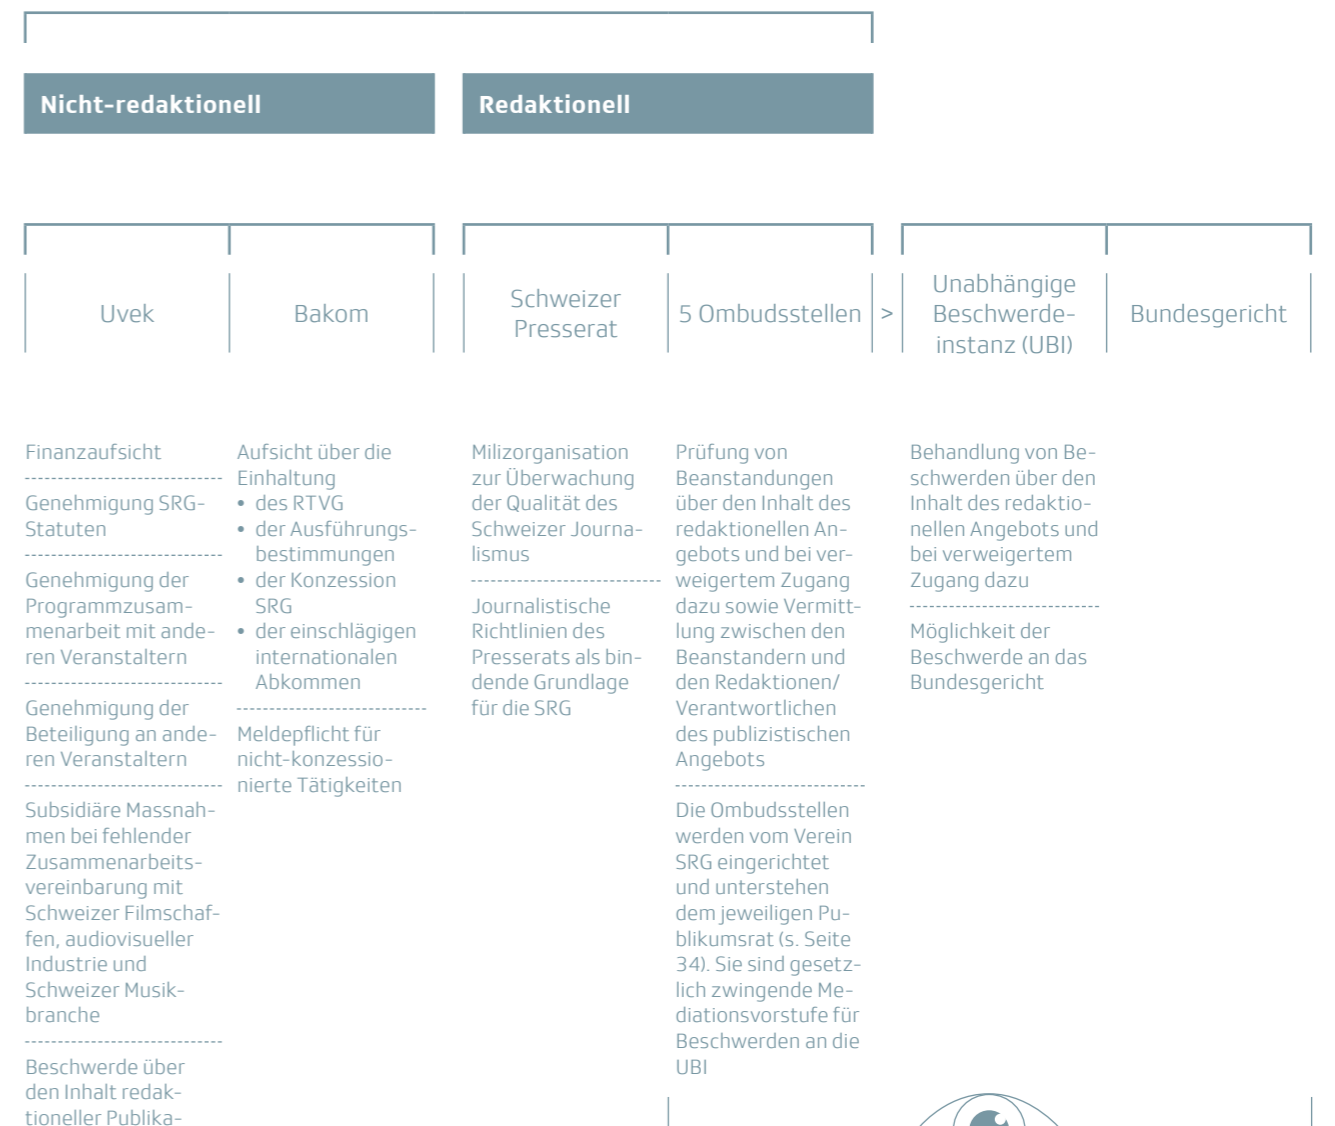 Nicht-redaktionell
Redaktionell
Uvek
Bakom
Schweizer
Presserat
5 Ombudsstellen
>
Unabhängige
Beschwerde-
instanz (UBI)
Bundesgericht
Finanzaufsicht
Genehmigung SRG-
Statuten
Genehmigung der
Programmzusam-
menarbeit mit ande-
ren Veranstaltern
Genehmigung der
Beteiligung an ande-
ren Veranstaltern
Subsidiäre Massnah-
men bei fehlender
Zusammenarbeits-
vereinbarung mit
Schweizer Filmschaf-
fen, audiovisueller
Industrie und
Schweizer Musik-
branche
Beschwerde über
den Inhalt redak-
tioneller Publika-
Aufsicht über die
Einhaltung
• des RTVG
• der Ausführungs-
bestimmungen
• der Konzession
SRG
• der einschlägigen
internationalen
Abkommen
Meldepflicht für
nicht-konzessio-
nierte Tätigkeiten
Milizorganisation
zur Überwachung
der Qualität des
Schweizer Journa-
lismus
Journalistische
Richtlinien des
Presserats als bin-
dende Grundlage
für die SRG
Prüfung von
Beanstandungen
über den Inhalt des
redaktionellen An-
gebots und bei ver-
weigertem Zugang
dazu sowie Vermitt-
lung zwischen den
Beanstandern und
den Redaktionen/
Verantwortlichen
des publizistischen
Angebots
Die Ombudsstellen
werden vom Verein
SRG eingerichtet
und unterstehen
dem jeweiligen Pu-
blikumsrat (s. Seite
34). Sie sind gesetz-
lich zwingende Me-
diationsvorstufe für
Beschwerden an die
UBI
Behandlung von Be-
schwerden über den
Inhalt des redaktio-
nellen Angebots und
bei verweigertem
Zugang dazu
Möglichkeit der
Beschwerde an das
Bundesgericht